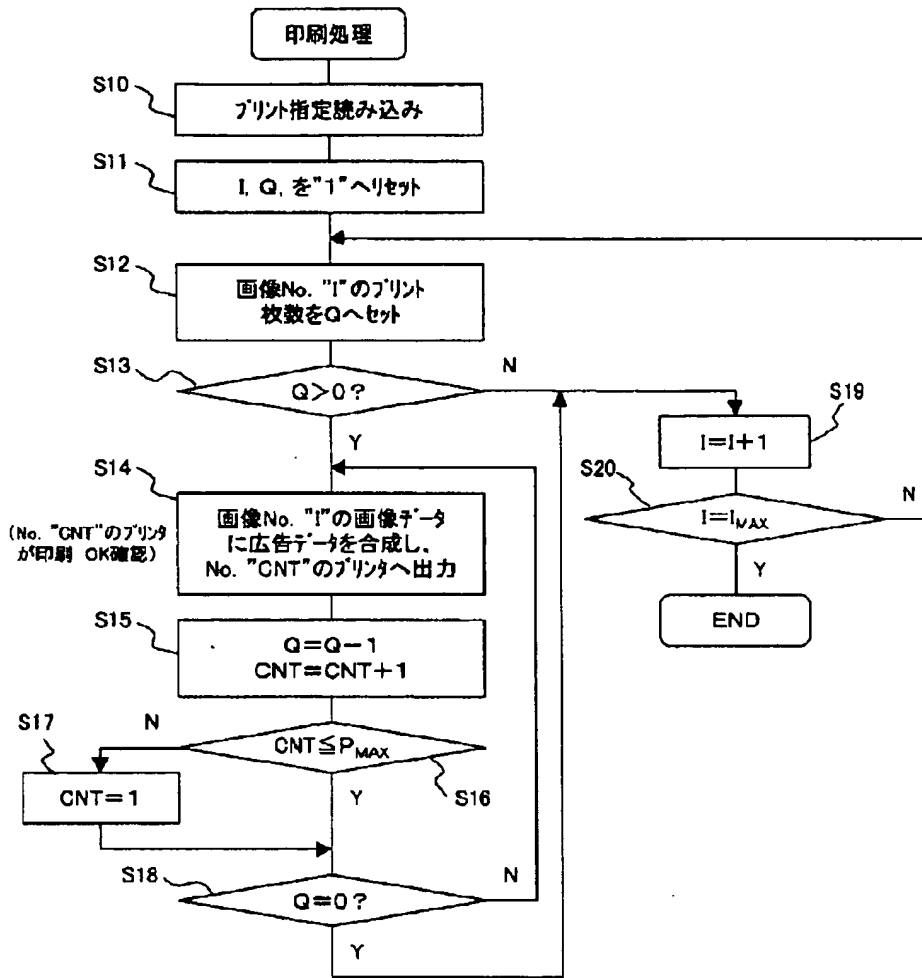 印刷処理
S10
プリント指定読み込み
S11
I, Q, を"1"へリセット
S12
画像No. "I"のプリント
枚数をQへセット
S13
Q>0?
N
Y
S19
I=I+1
S20
I=IMAX
N
Y
END
S14
(No. "CNT"のプリンタ
が印刷 OK確認)
画像No. "I"の画像データ
に広告データを合成し、
No. "CNT"のプリンタへ出力
S15
Q=Q-1
CNT=CNT+1
S17
N
CNT≦PMAX
S16
CNT=1
Y
S18
Q=0?
N
Y